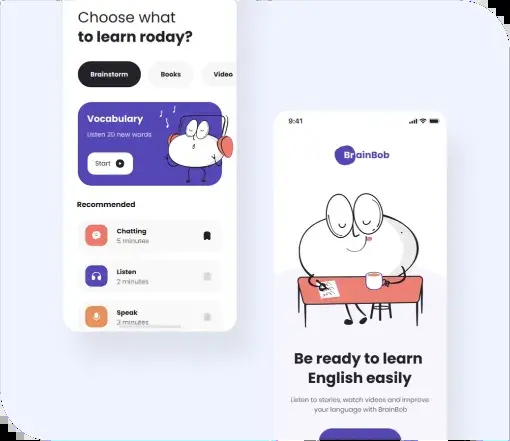 Choose what
to learn roday?
Brainstorm
Books
Video
Vocabulary
Listen 20 new words
Start
Recommended
Chatting
5 minutes
Listen
2 minutes
Speak
3 minutes
9:41
BrainBob
Be ready to learn
English easily
Listen to stories, watch videos and improve
your language with BrainBob